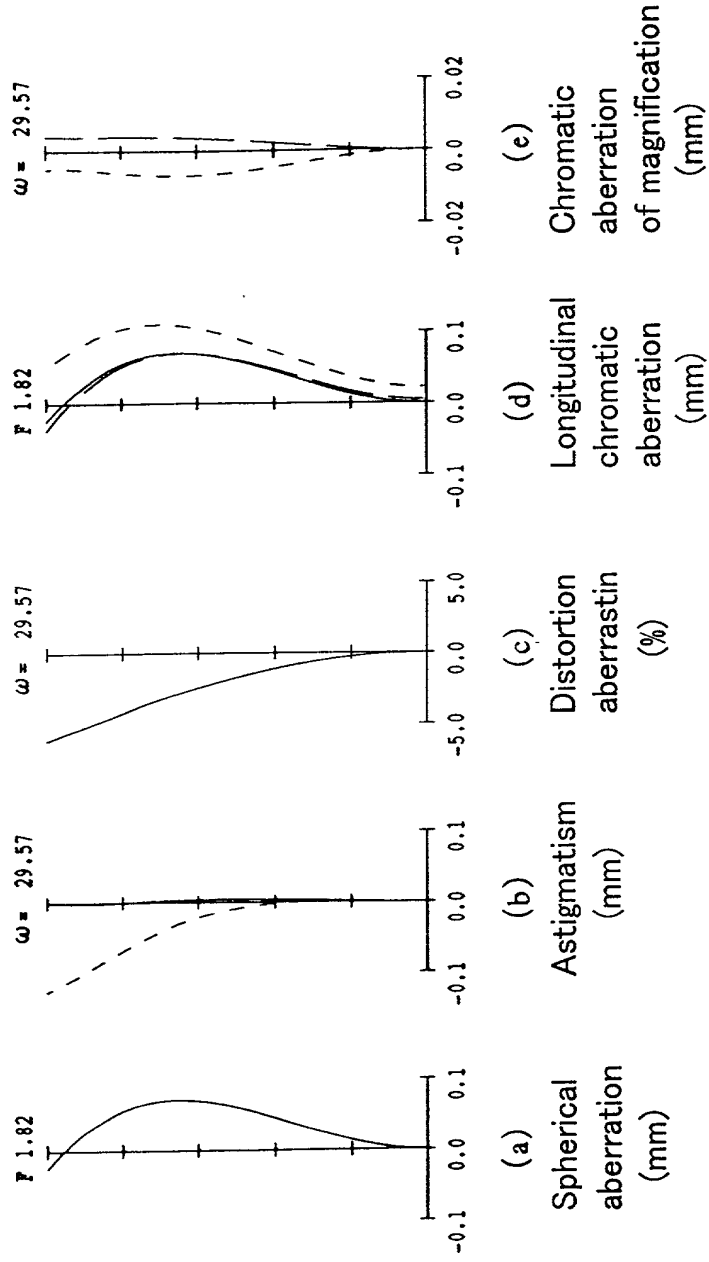 F 1.82
-0.1 0.0 0.1
(a)
Spherical
aberration
(mm)
ω = 29.57
-0.1 0.0 0.1
(b)
Astigmatism
(mm)
ω = 29.57
-5.0 0.0 5.0
(c)
Distortion
aberrastin
(%)
F 1.82
-0.1 0.0 0.1
(d)
Longitudinal
chromatic
aberration
(mm)
ω = 29.57
-0.02 0.0 0.02
(e)
Chromatic
aberration
of magnification
(mm)